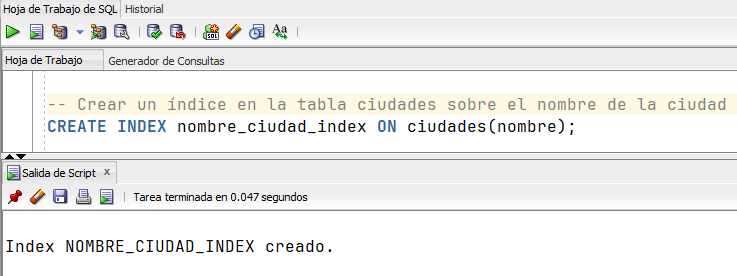 Hoja de Trabajo de SQL Historial
SQL
Aa
Hoja de Trabajo Generador de Consultas
-- Crear un índice en la tabla ciudades sobre el nombre de la ciudad
CREATE INDEX nombre_ciudad_index ON ciudades(nombre);
Salida de Script x
Tarea terminada en 0.047 segundos
Index NOMBRE_CIUDAD_INDEX creado.